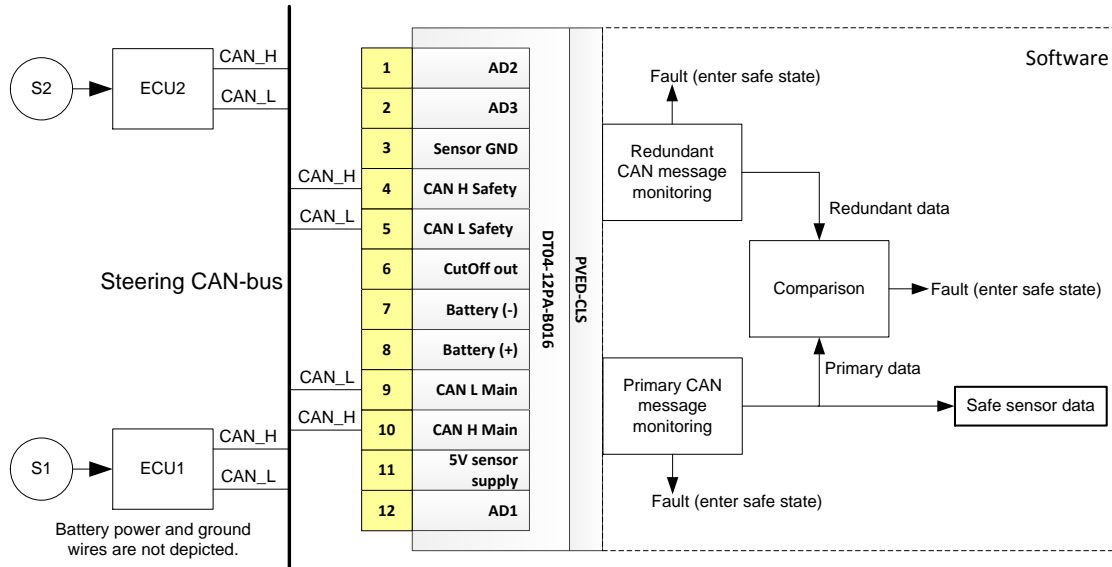 S2
ECU2
CAN_H
CAN_L
CAN_H
CAN_L
Steering CAN-bus
CAN_L
CAN_H
S1
ECU1
CAN_H
CAN_L
Battery power and ground
wires are not depicted.
1 AD2
2 AD3
3 Sensor GND
4 CAN H Safety
5 CAN L Safety
6 CutOff out
7 Battery (-)
8 Battery (+)
9 CAN L Main
10 CAN H Main
11 5V sensor
supply
12 AD1
DT04-12PA-B016
PVED-CLS
Software
Fault (enter safe state)
Redundant
CAN message
monitoring
Redundant data
Comparison
Fault (enter safe state)
Primary data
Primary CAN
message
monitoring
Safe sensor data
Fault (enter safe state)